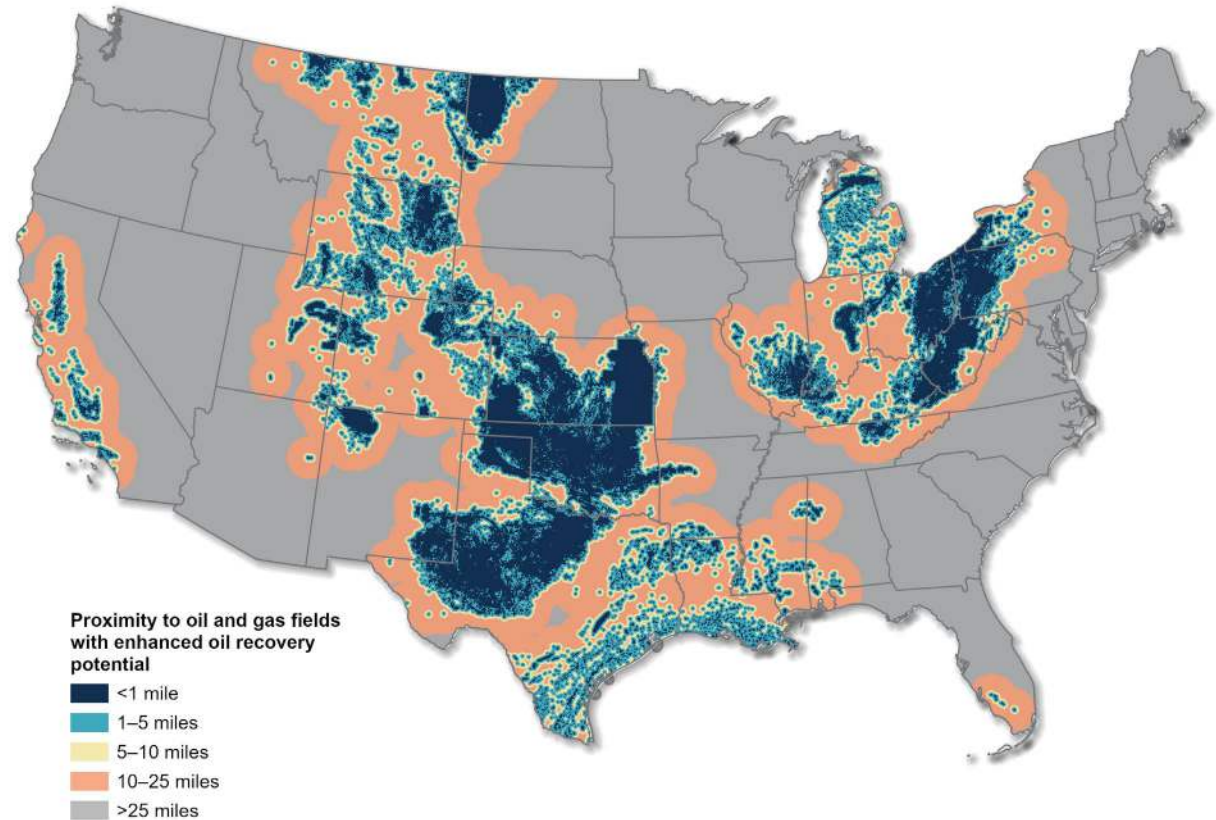 Proximity to oil and gas fields
with enhanced oil recovery
potential
<1 mile
1–5 miles
5–10 miles
10–25 miles
>25 miles